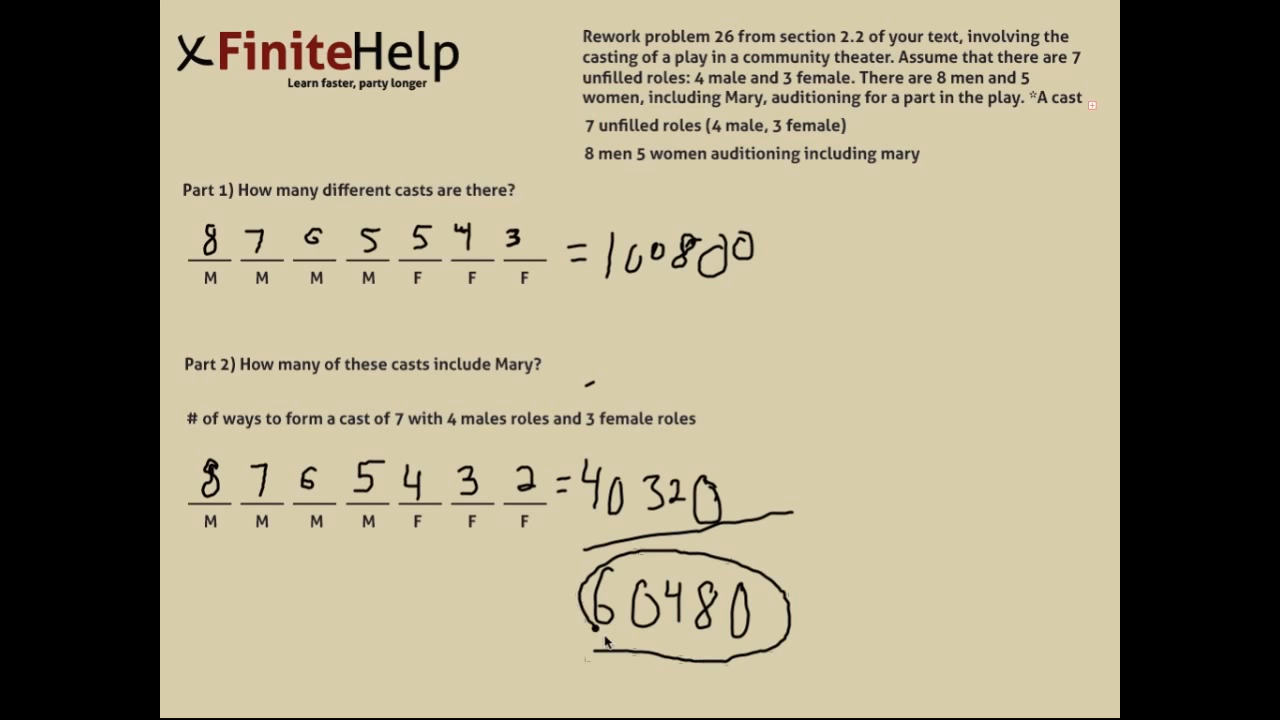 XFiniteHelp
Learn faster, party longer
Rework problem 26 from section 2.2 of your text, involving the
casting of a play in a community theater. Assume that there are 7
unfilled roles: 4 male and 3 female. There are 8 men and 5
women, including Mary, auditioning for a part in the play. *A cast
7 unfilled roles (4 male, 3 female)
8 men 5 women auditioning including mary
Part 1) How many different casts are there?
8 7 6 5 5 4 3 = 100800
M M M M F F F
Part 2) How many of these casts include Mary?
# of ways to form a cast of 7 with 4 males roles and 3 female roles
8 7 6 5 4 3 2 = 40320
M M M M F F F
60480